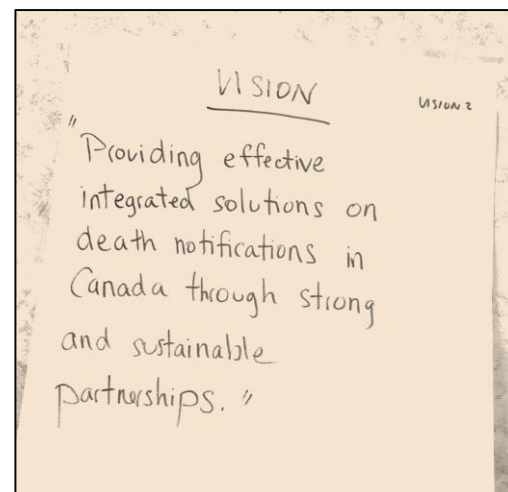 VISION
VISION 2
"Providing effective
integrated solutions on
death notifications in
Canada through strong
and sustainable
partnerships."